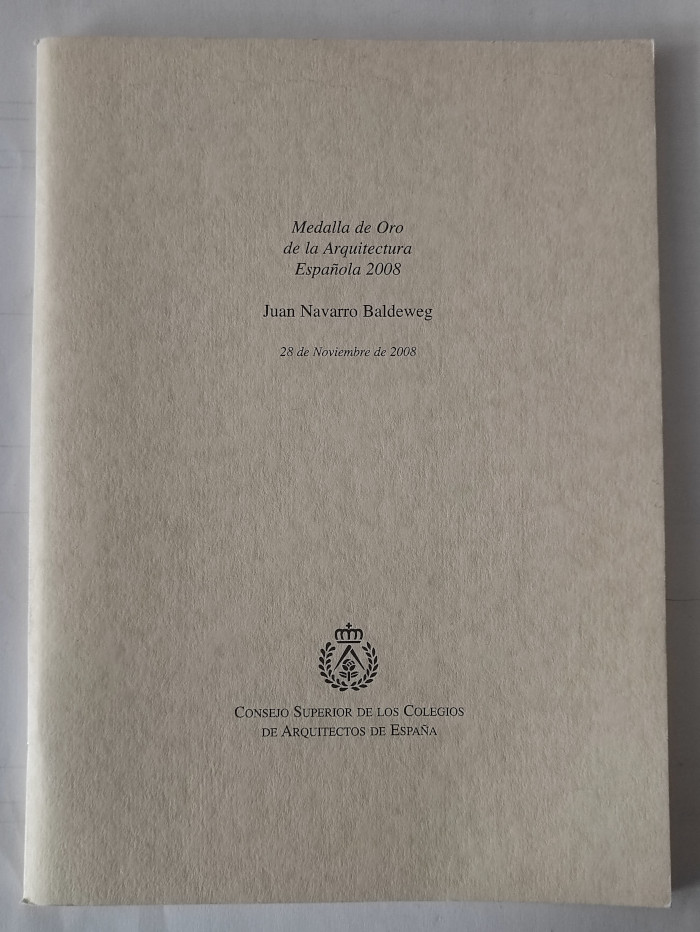 Medalla de Oro
de la Arquitectura
Española 2008
Juan Navarro Baldeweg
28 de Noviembre de 2008
Consejo Superior de los Colegios
de Arquitectos de España